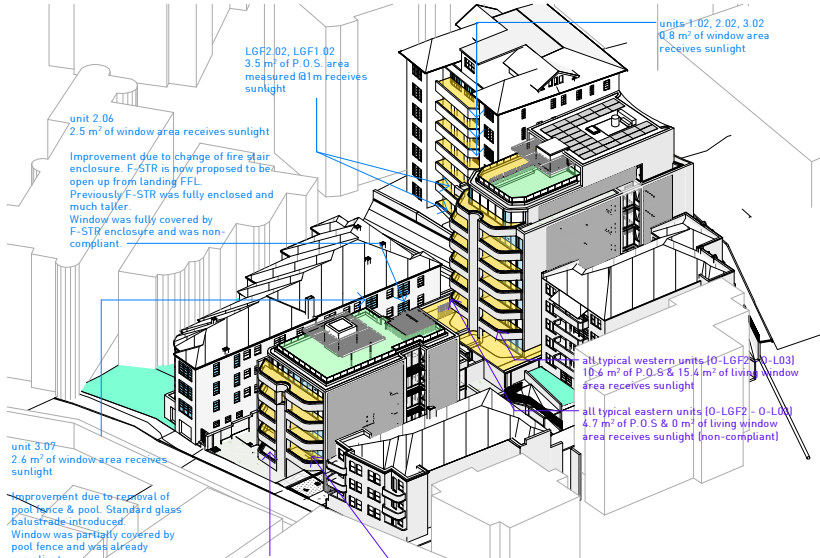 LGF2.02, LGF1.02
3.5 m² of P.O.S. area
measured @1m receives
sunlight
units 1.02, 2.02, 3.02
0.8 m² of window area
receives sunlight
unit 2.06
2.5 m² of window area receives sunlight
Improvement due to change of fire stair
enclosure. F-STR is now proposed to be
open up from landing FFL.
Previously F-STR was fully enclosed and
much taller.
Window was fully covered by
F-STR enclosure and was non-
compliant.
all typical western units (O-LGF2 - O-L03)
10.6 m² of P.O.S & 15.4 m² of living window
area receives sunlight
all typical eastern units (O-LGF2 - O-L03)
4.7 m² of P.O.S & 0 m² of living window
area receives sunlight (non-compliant)
unit 3.07
2.6 m² of window area receives
sunlight
Improvement due to removal of
pool fence & pool. Standard glass
balustrade introduced.
Window was partially covered by
pool fence and was already